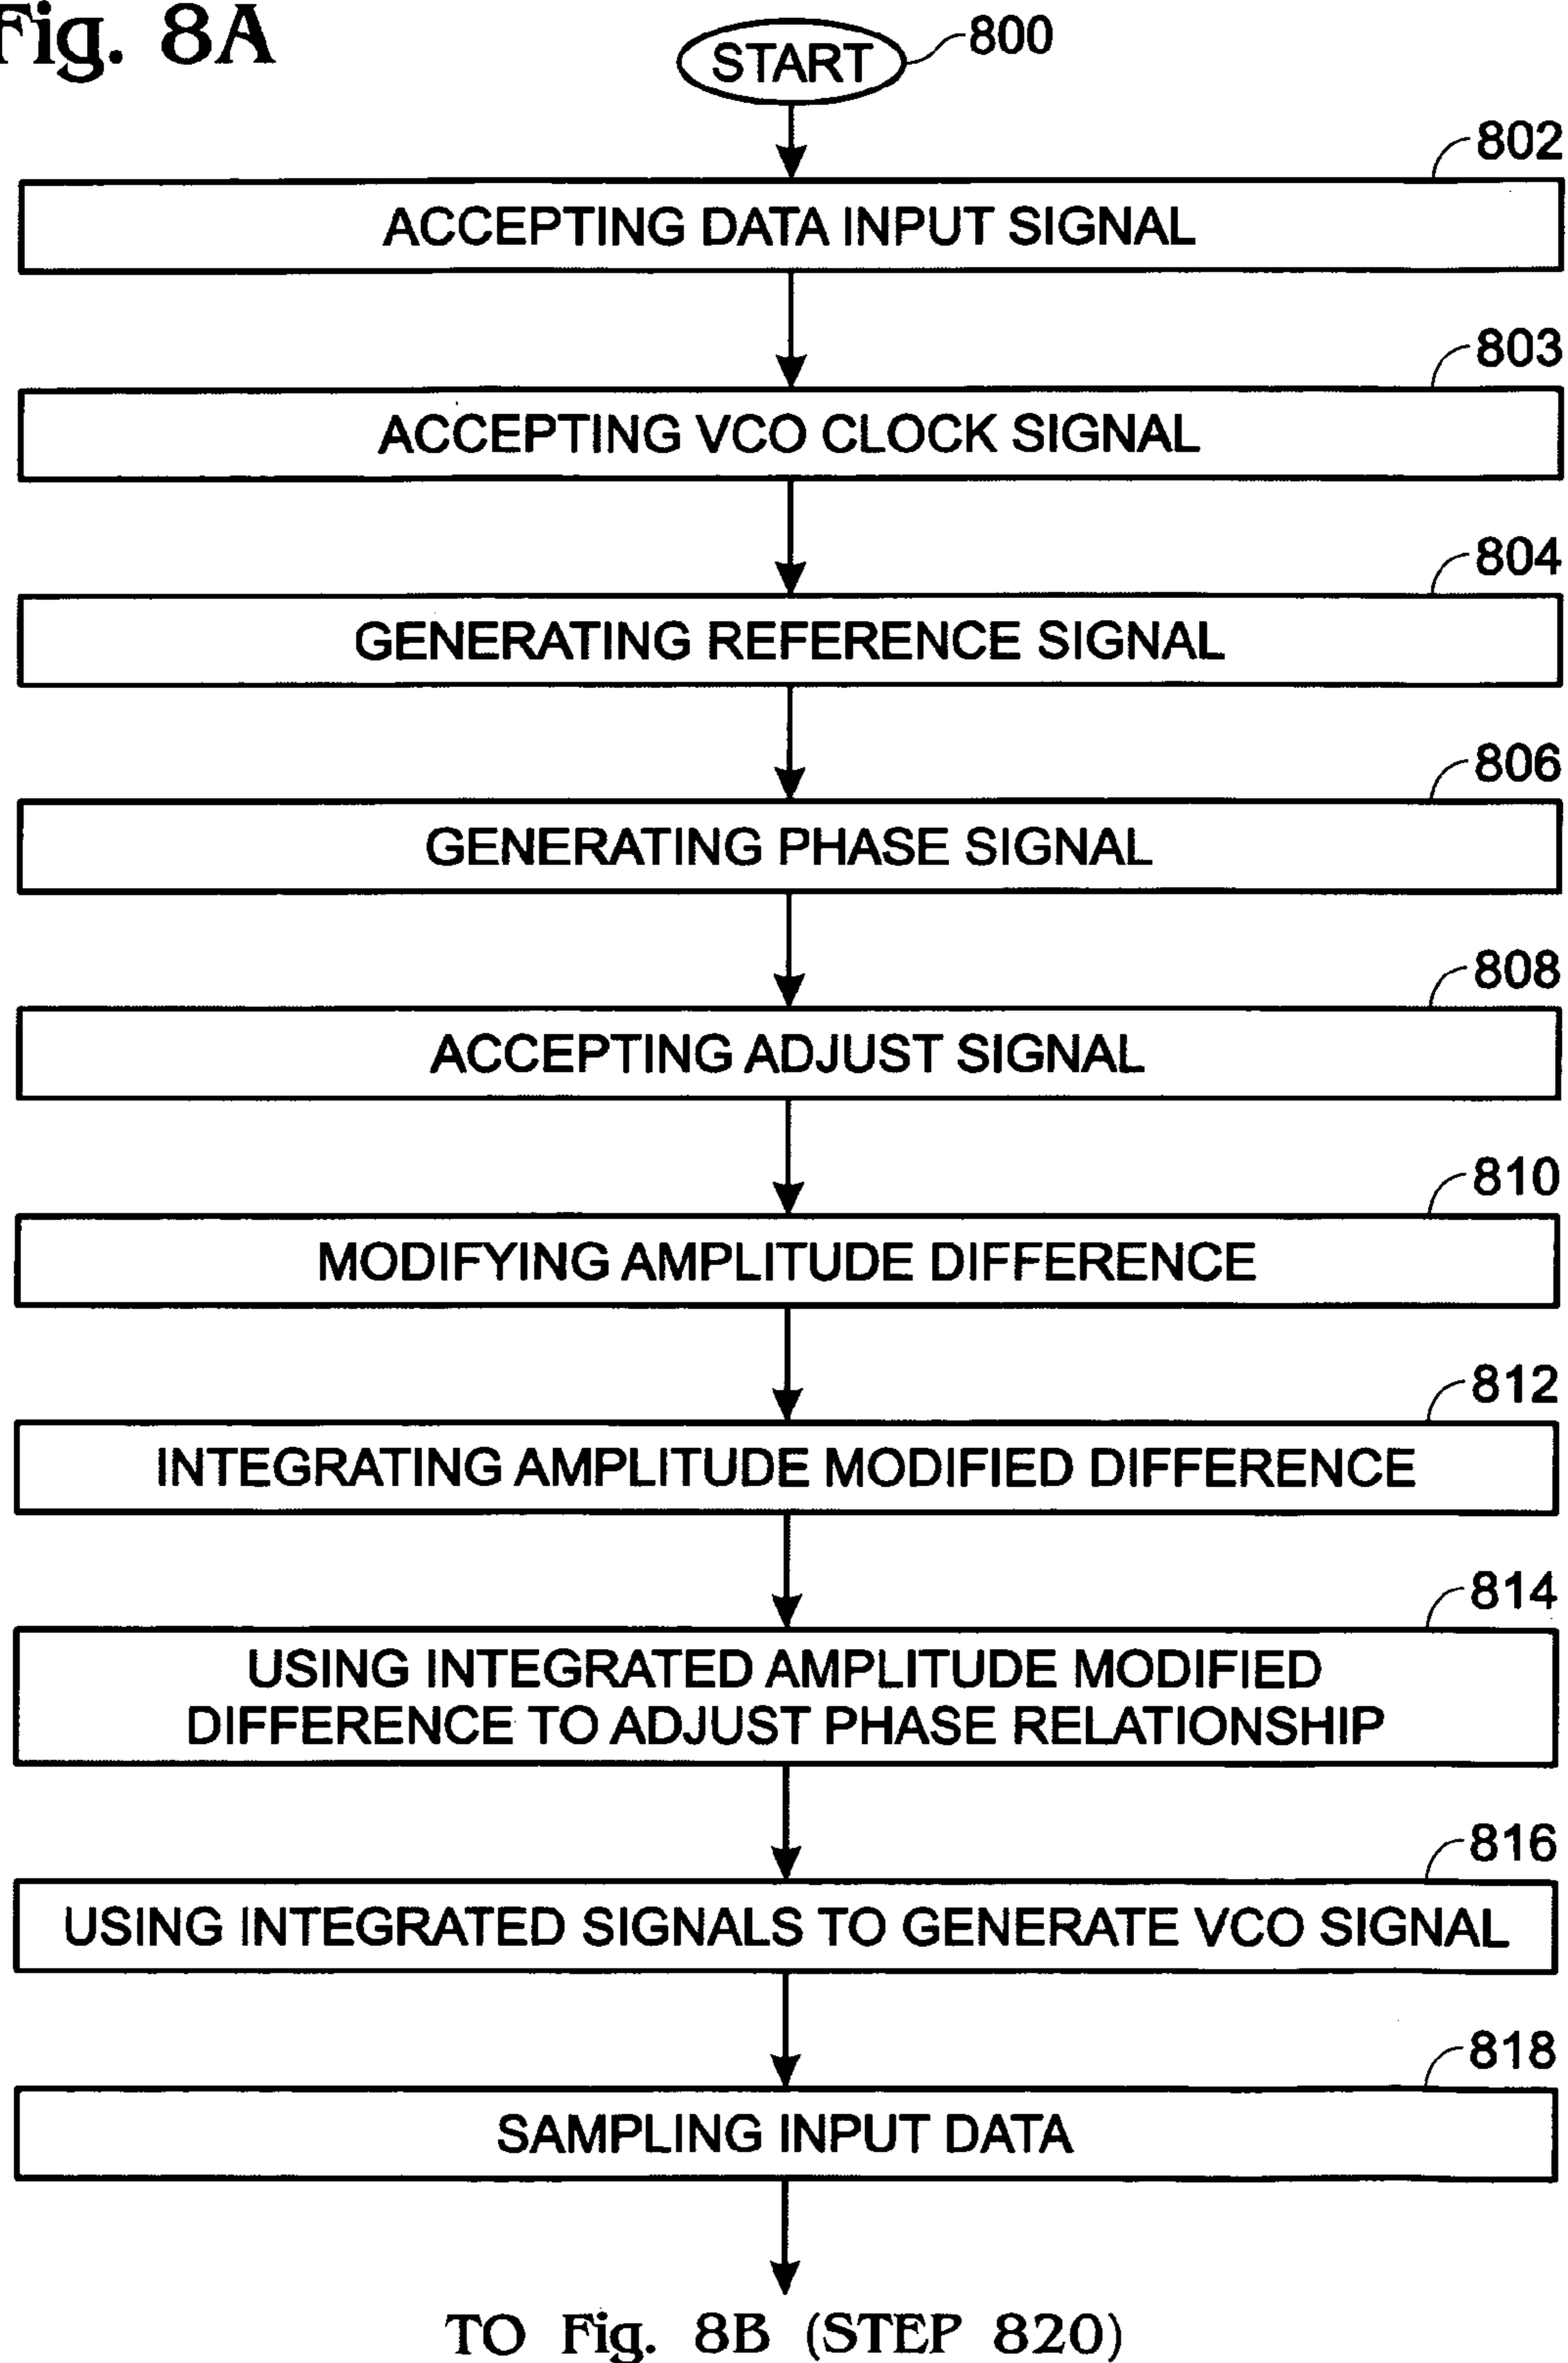 Fig. 8A
START
800
802
ACCEPTING DATA INPUT SIGNAL
803
ACCEPTING VCO CLOCK SIGNAL
804
GENERATING REFERENCE SIGNAL
806
GENERATING PHASE SIGNAL
808
ACCEPTING ADJUST SIGNAL
810
MODIFYING AMPLITUDE DIFFERENCE
812
INTEGRATING AMPLITUDE MODIFIED DIFFERENCE
814
USING INTEGRATED AMPLITUDE MODIFIED
DIFFERENCE TO ADJUST PHASE RELATIONSHIP
816
USING INTEGRATED SIGNALS TO GENERATE VCO SIGNAL
818
SAMPLING INPUT DATA
TO Fig. 8B (STEP 820)